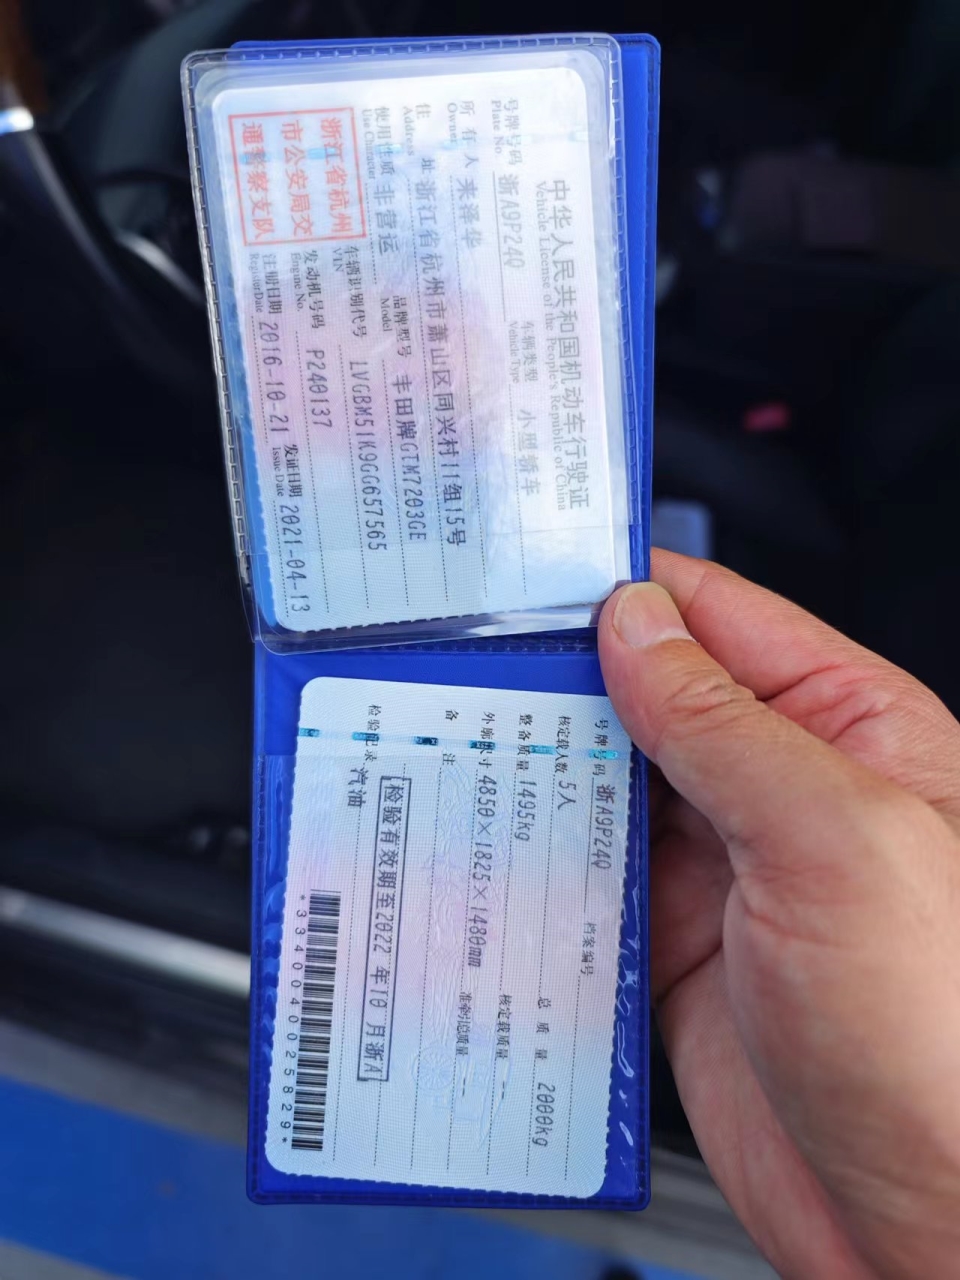 中华人民共和国机动车行驶证
Vehicle License of the People's Republic of China
号牌号码 浙A9P24Q 车辆类型 小型轿车
Plate No. Vehicle Type
所有人 来泽华
Owner
住址 浙江省杭州市萧山区同兴村11组15号
Address
使用性质 非营运 品牌型号 丰田牌GTM7203GE
Use Character Model
浙江省杭州
市公安局交
通警察支队
车辆识别代号 LVGBM51K9GG657565
VIN
发动机号码 P240137
Engine No.
注册日期 2016-10-21 发证日期 2021-04-13
Register Date Issue Date
号牌号码 浙A9P24Q 档案编号
核定载人数 5人 总质量 2000kg
整备质量 1495kg 核定载质量 --
外廓尺寸 4850×1825×1480mm 准牵引总质量 --
备注
检验有效期至2022年10月浙A
检验记录 汽油
*3340040025829*